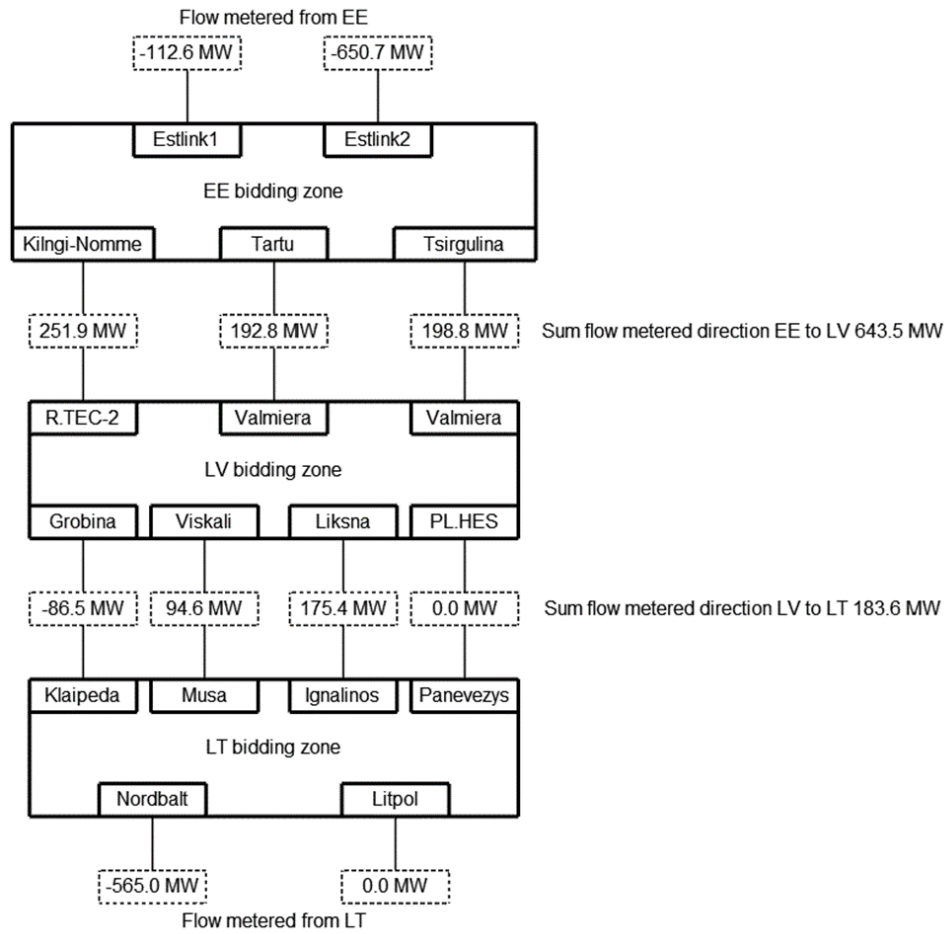 Flow metered from EE
-112.6 MW -650.7 MW
Estlink1 Estlink2
EE bidding zone
Kilngi-Nomme Tartu Tsirgulina
251.9 MW 192.8 MW 198.8 MW Sum flow metered direction EE to LV 643.5 MW
R.TEC-2 Valmiera Valmiera
LV bidding zone
Grobina Viskali Liksna PL.HES
-86.5 MW 94.6 MW 175.4 MW 0.0 MW Sum flow metered direction LV to LT 183.6 MW
Klaipeda Musa Ignalinos Panevezys
LT bidding zone
Nordbalt Litpol
-565.0 MW 0.0 MW
Flow metered from LT